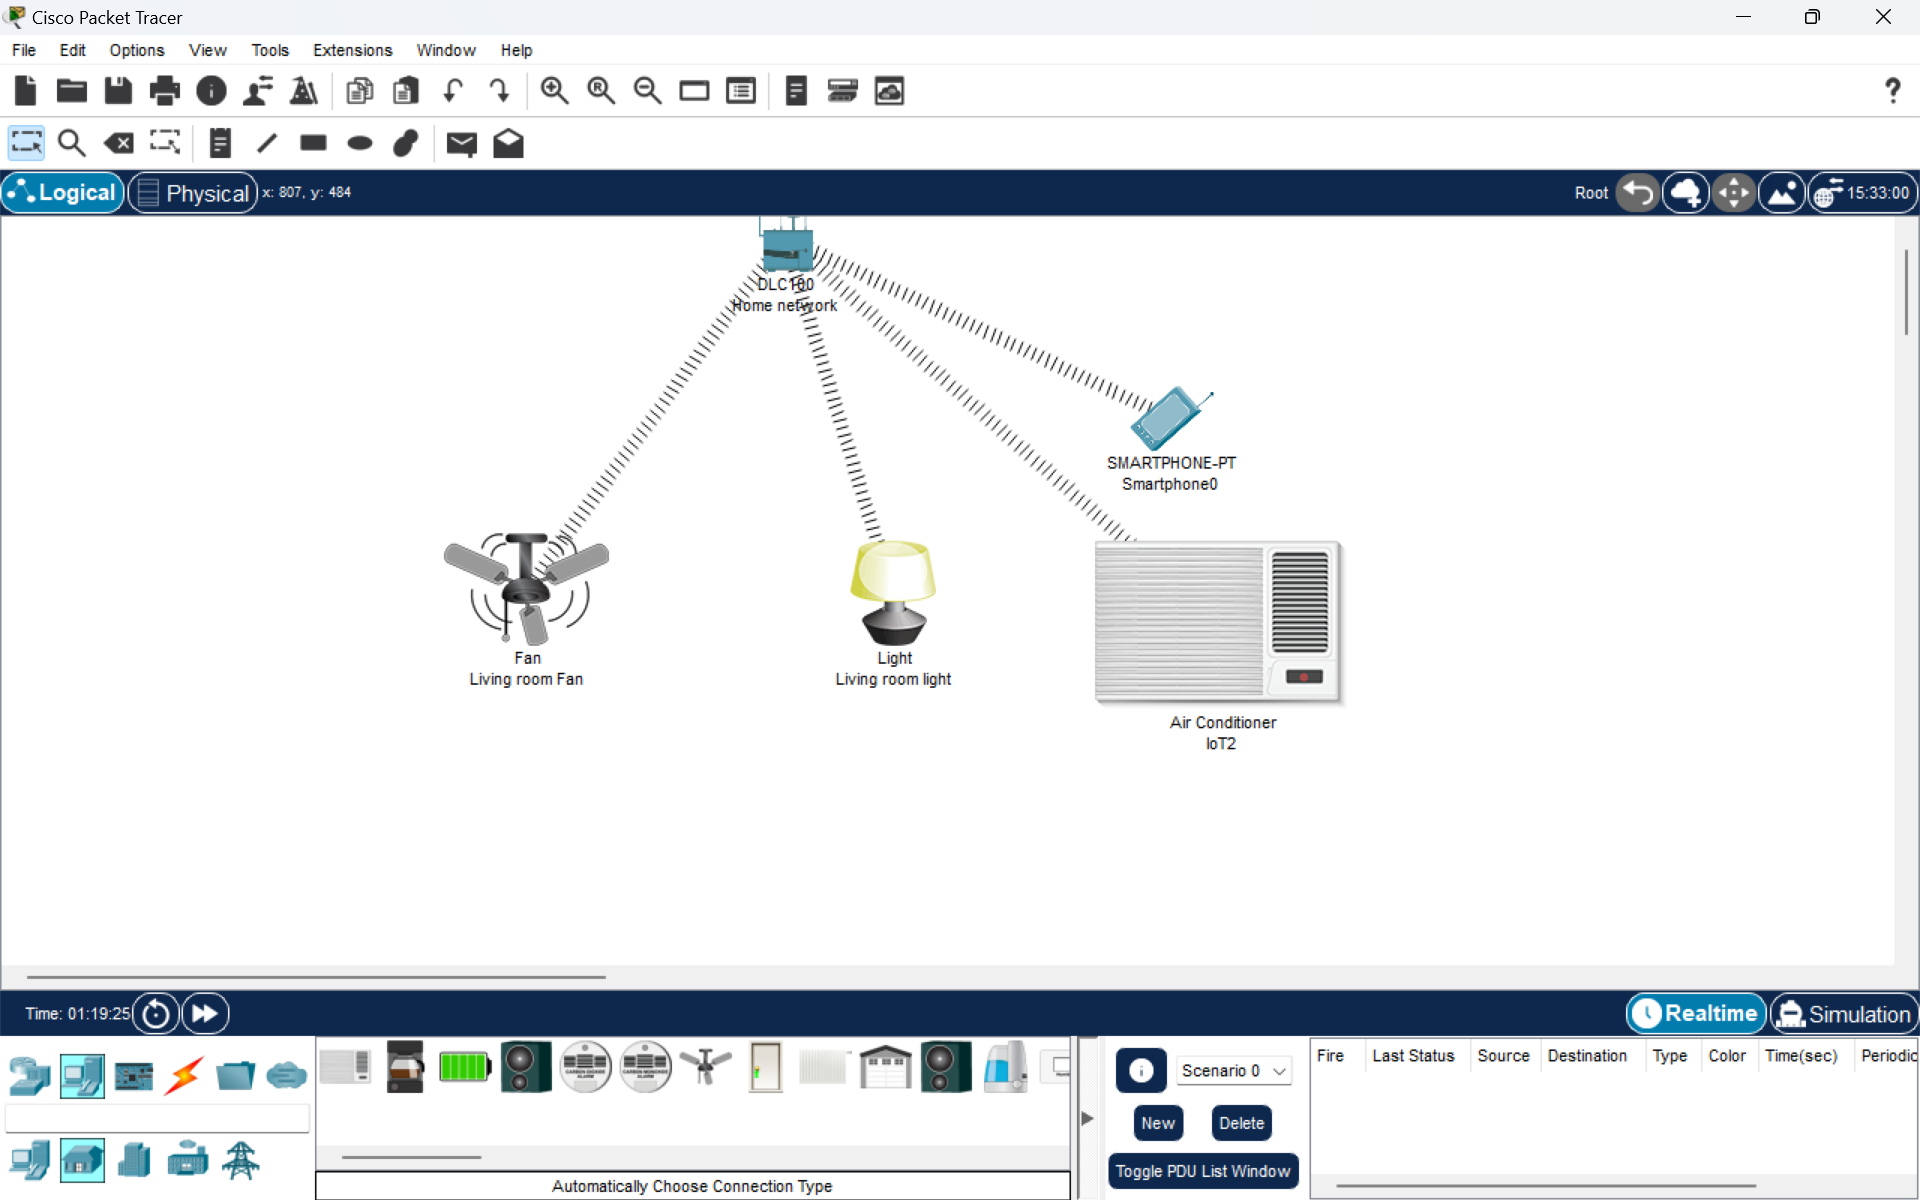 Cisco Packet Tracer
File Edit Options View Tools Extensions Window Help
Logical Physical x: 807, y: 484 Root 15:33:00
DLC100
Home network
SMARTPHONE-PT
Smartphone0
Fan
Living room Fan
Light
Living room light
Air Conditioner
IoT2
Time: 01:19:25 Realtime Simulation
Fire Last Status Source Destination Type Color Time(sec) Periodic
Scenario 0
New Delete
Toggle PDU List Window
Automatically Choose Connection Type